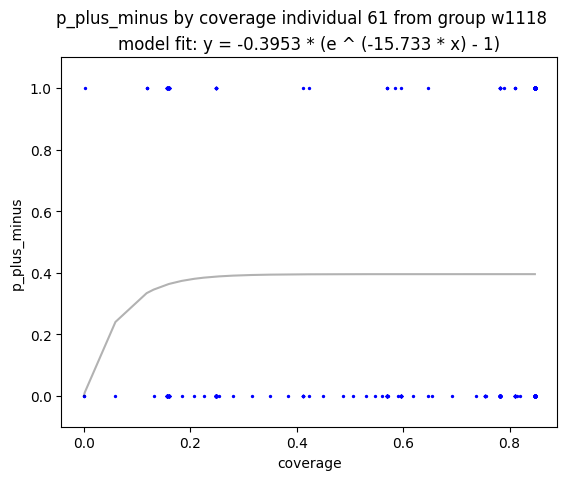 p_plus_minus by coverage individual 61 from group w1118
model fit: y = -0.3953 * (e ^ (-15.733 * x) - 1)
1.0
0.8
0.6
0.4
0.2
0.0
p_plus_minus
0.0 0.2 0.4 0.6 0.8
coverage